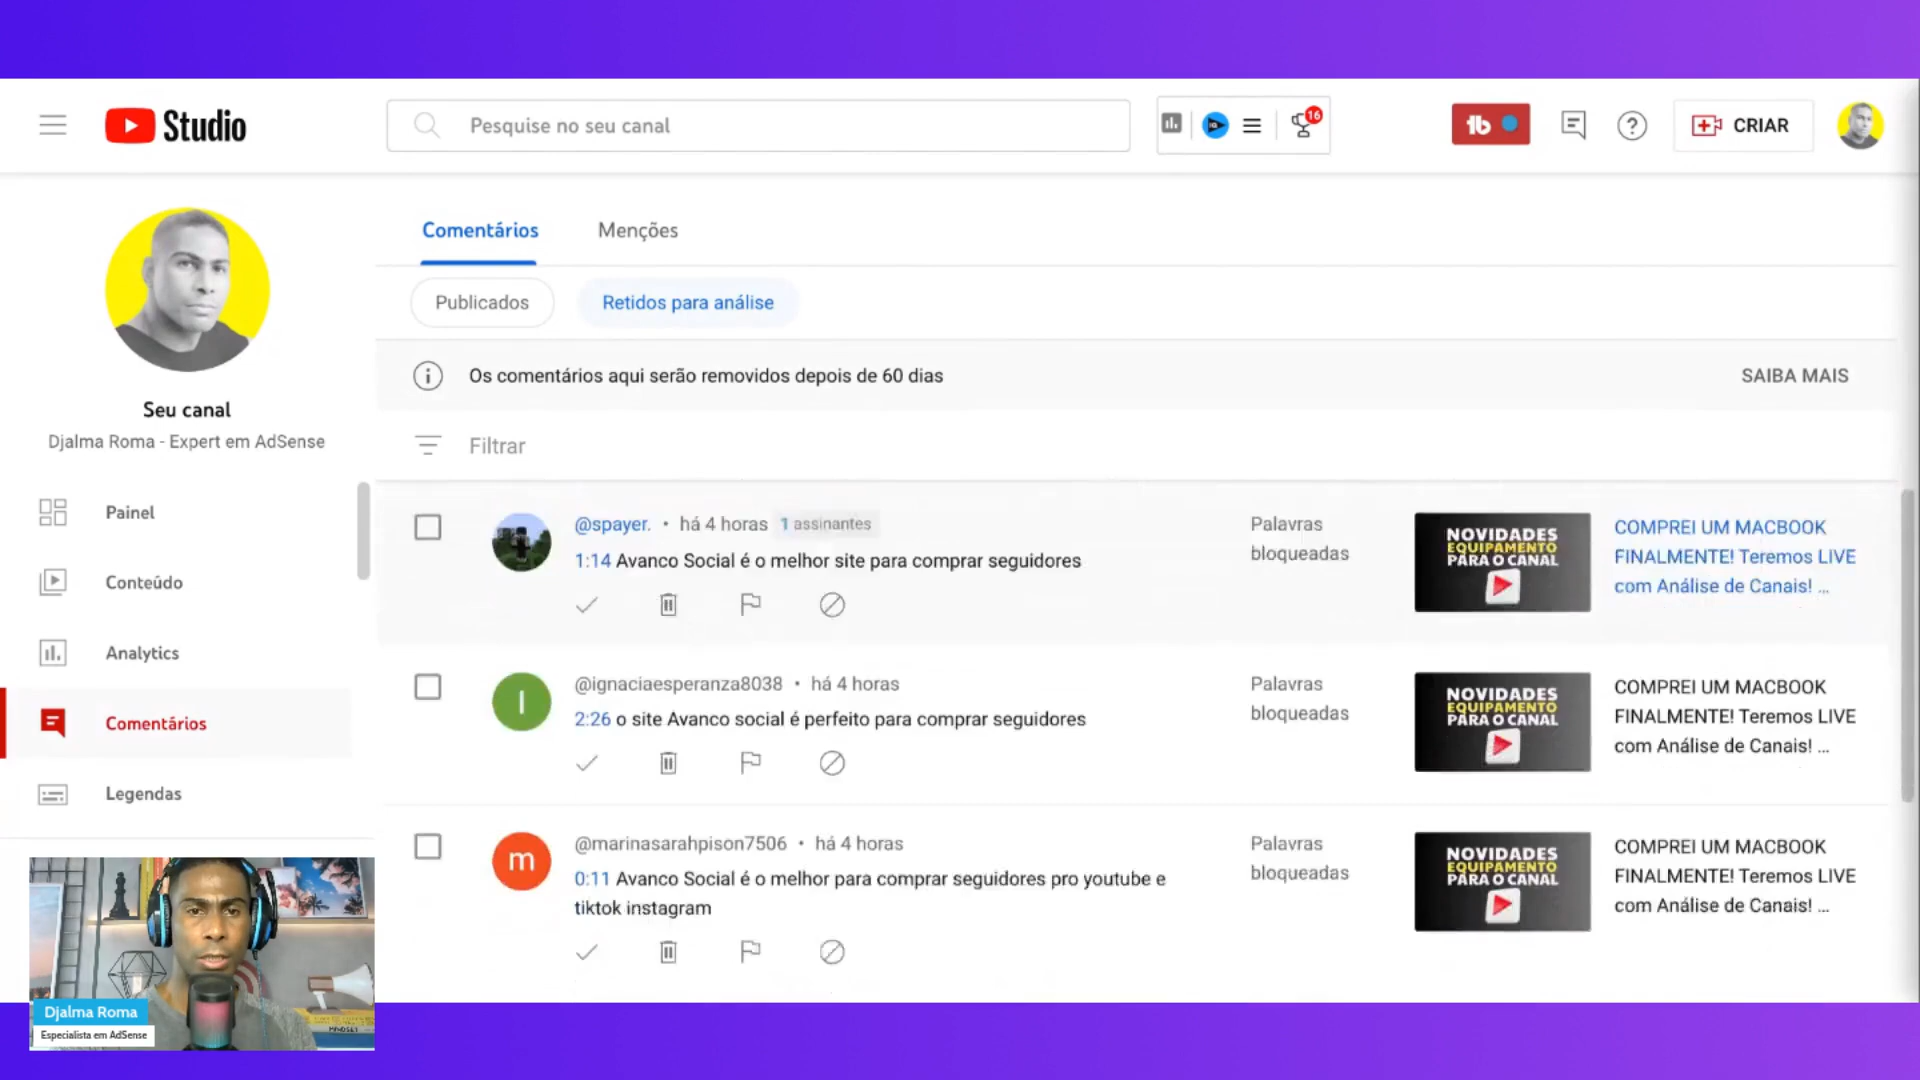 Studio
Pesquise no seu canal
16
CRIAR
Seu canal
Djalma Roma - Expert em AdSense
Painel
Conteúdo
Analytics
Comentários
Legendas
Comentários
Menções
Publicados
Retidos para análise
Os comentários aqui serão removidos depois de 60 dias
SAIBA MAIS
Filtrar
@spayer. • há 4 horas 1 assinantes
1:14 Avanco Social é o melhor site para comprar seguidores
Palavras
bloqueadas
NOVIDADES
EQUIPAMENTO
PARA O CANAL
COMPREI UM MACBOOK
FINALMENTE! Teremos LIVE
com Análise de Canais! ...
I
@ignaciaesperanza8038 • há 4 horas
2:26 o site Avanco social é perfeito para comprar seguidores
Palavras
bloqueadas
NOVIDADES
EQUIPAMENTO
PARA O CANAL
COMPREI UM MACBOOK
FINALMENTE! Teremos LIVE
com Análise de Canais! ...
m
@marinasarahpison7506 • há 4 horas
0:11 Avanco Social é o melhor para comprar seguidores pro youtube e
tiktok instagram
Palavras
bloqueadas
NOVIDADES
EQUIPAMENTO
PARA O CANAL
COMPREI UM MACBOOK
FINALMENTE! Teremos LIVE
com Análise de Canais! ...
MINDSET
Djalma Roma
Especialista em AdSense